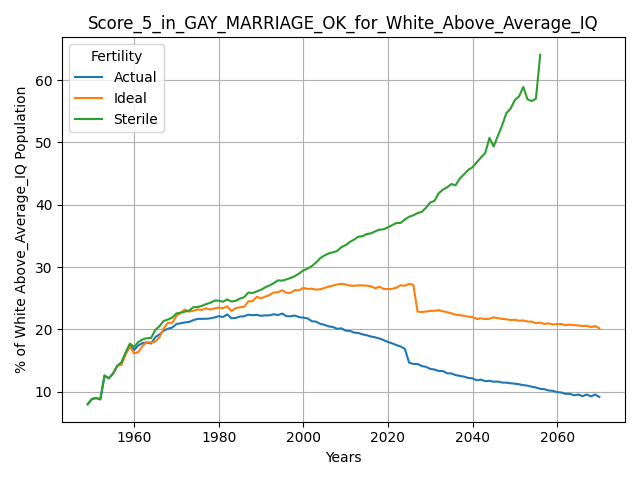 Score_5_in_GAY_MARRIAGE_OK_for_White_Above_Average_IQ
Fertility
Actual
Ideal
Sterile
% of White Above_Average_IQ Population
60
50
40
30
20
10
1960 1980 2000 2020 2040 2060
Years